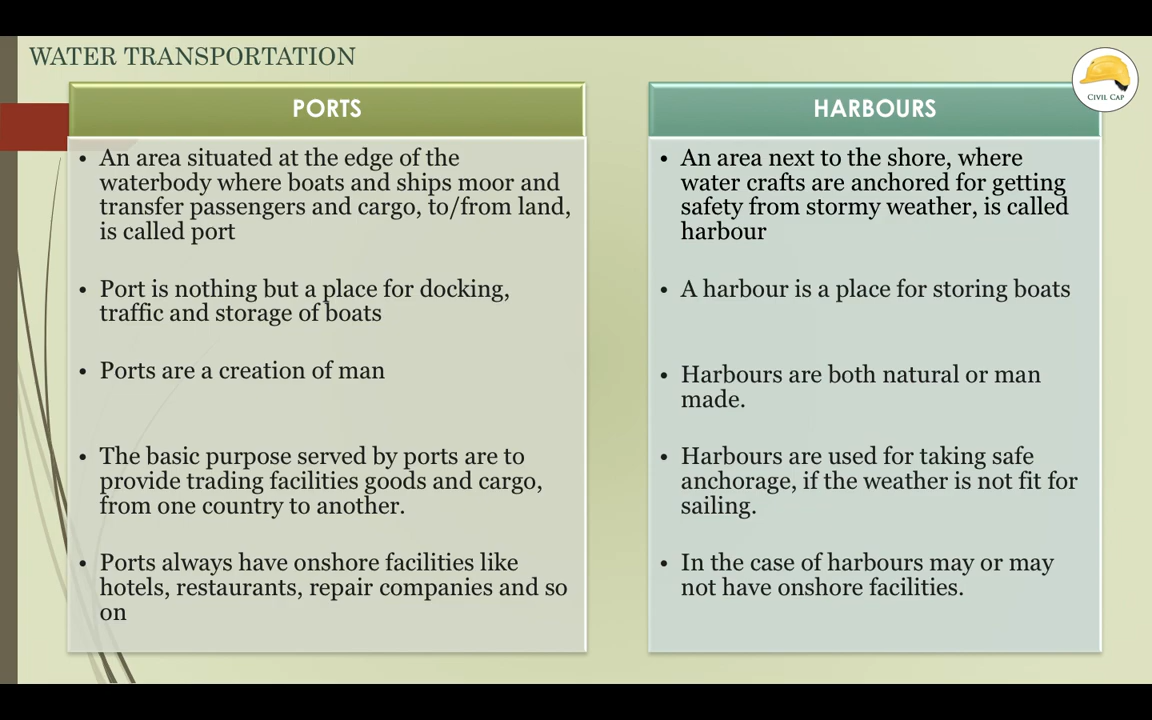 WATER TRANSPORTATION
CIVIL CAP
PORTS
• An area situated at the edge of the
waterbody where boats and ships moor and
transfer passengers and cargo, to/from land,
is called port
• Port is nothing but a place for docking,
traffic and storage of boats
• Ports are a creation of man
• The basic purpose served by ports are to
provide trading facilities goods and cargo,
from one country to another.
• Ports always have onshore facilities like
hotels, restaurants, repair companies and so
on
HARBOURS
• An area next to the shore, where
water crafts are anchored for getting
safety from stormy weather, is called
harbour
• A harbour is a place for storing boats
• Harbours are both natural or man
made.
• Harbours are used for taking safe
anchorage, if the weather is not fit for
sailing.
• In the case of harbours may or may
not have onshore facilities.